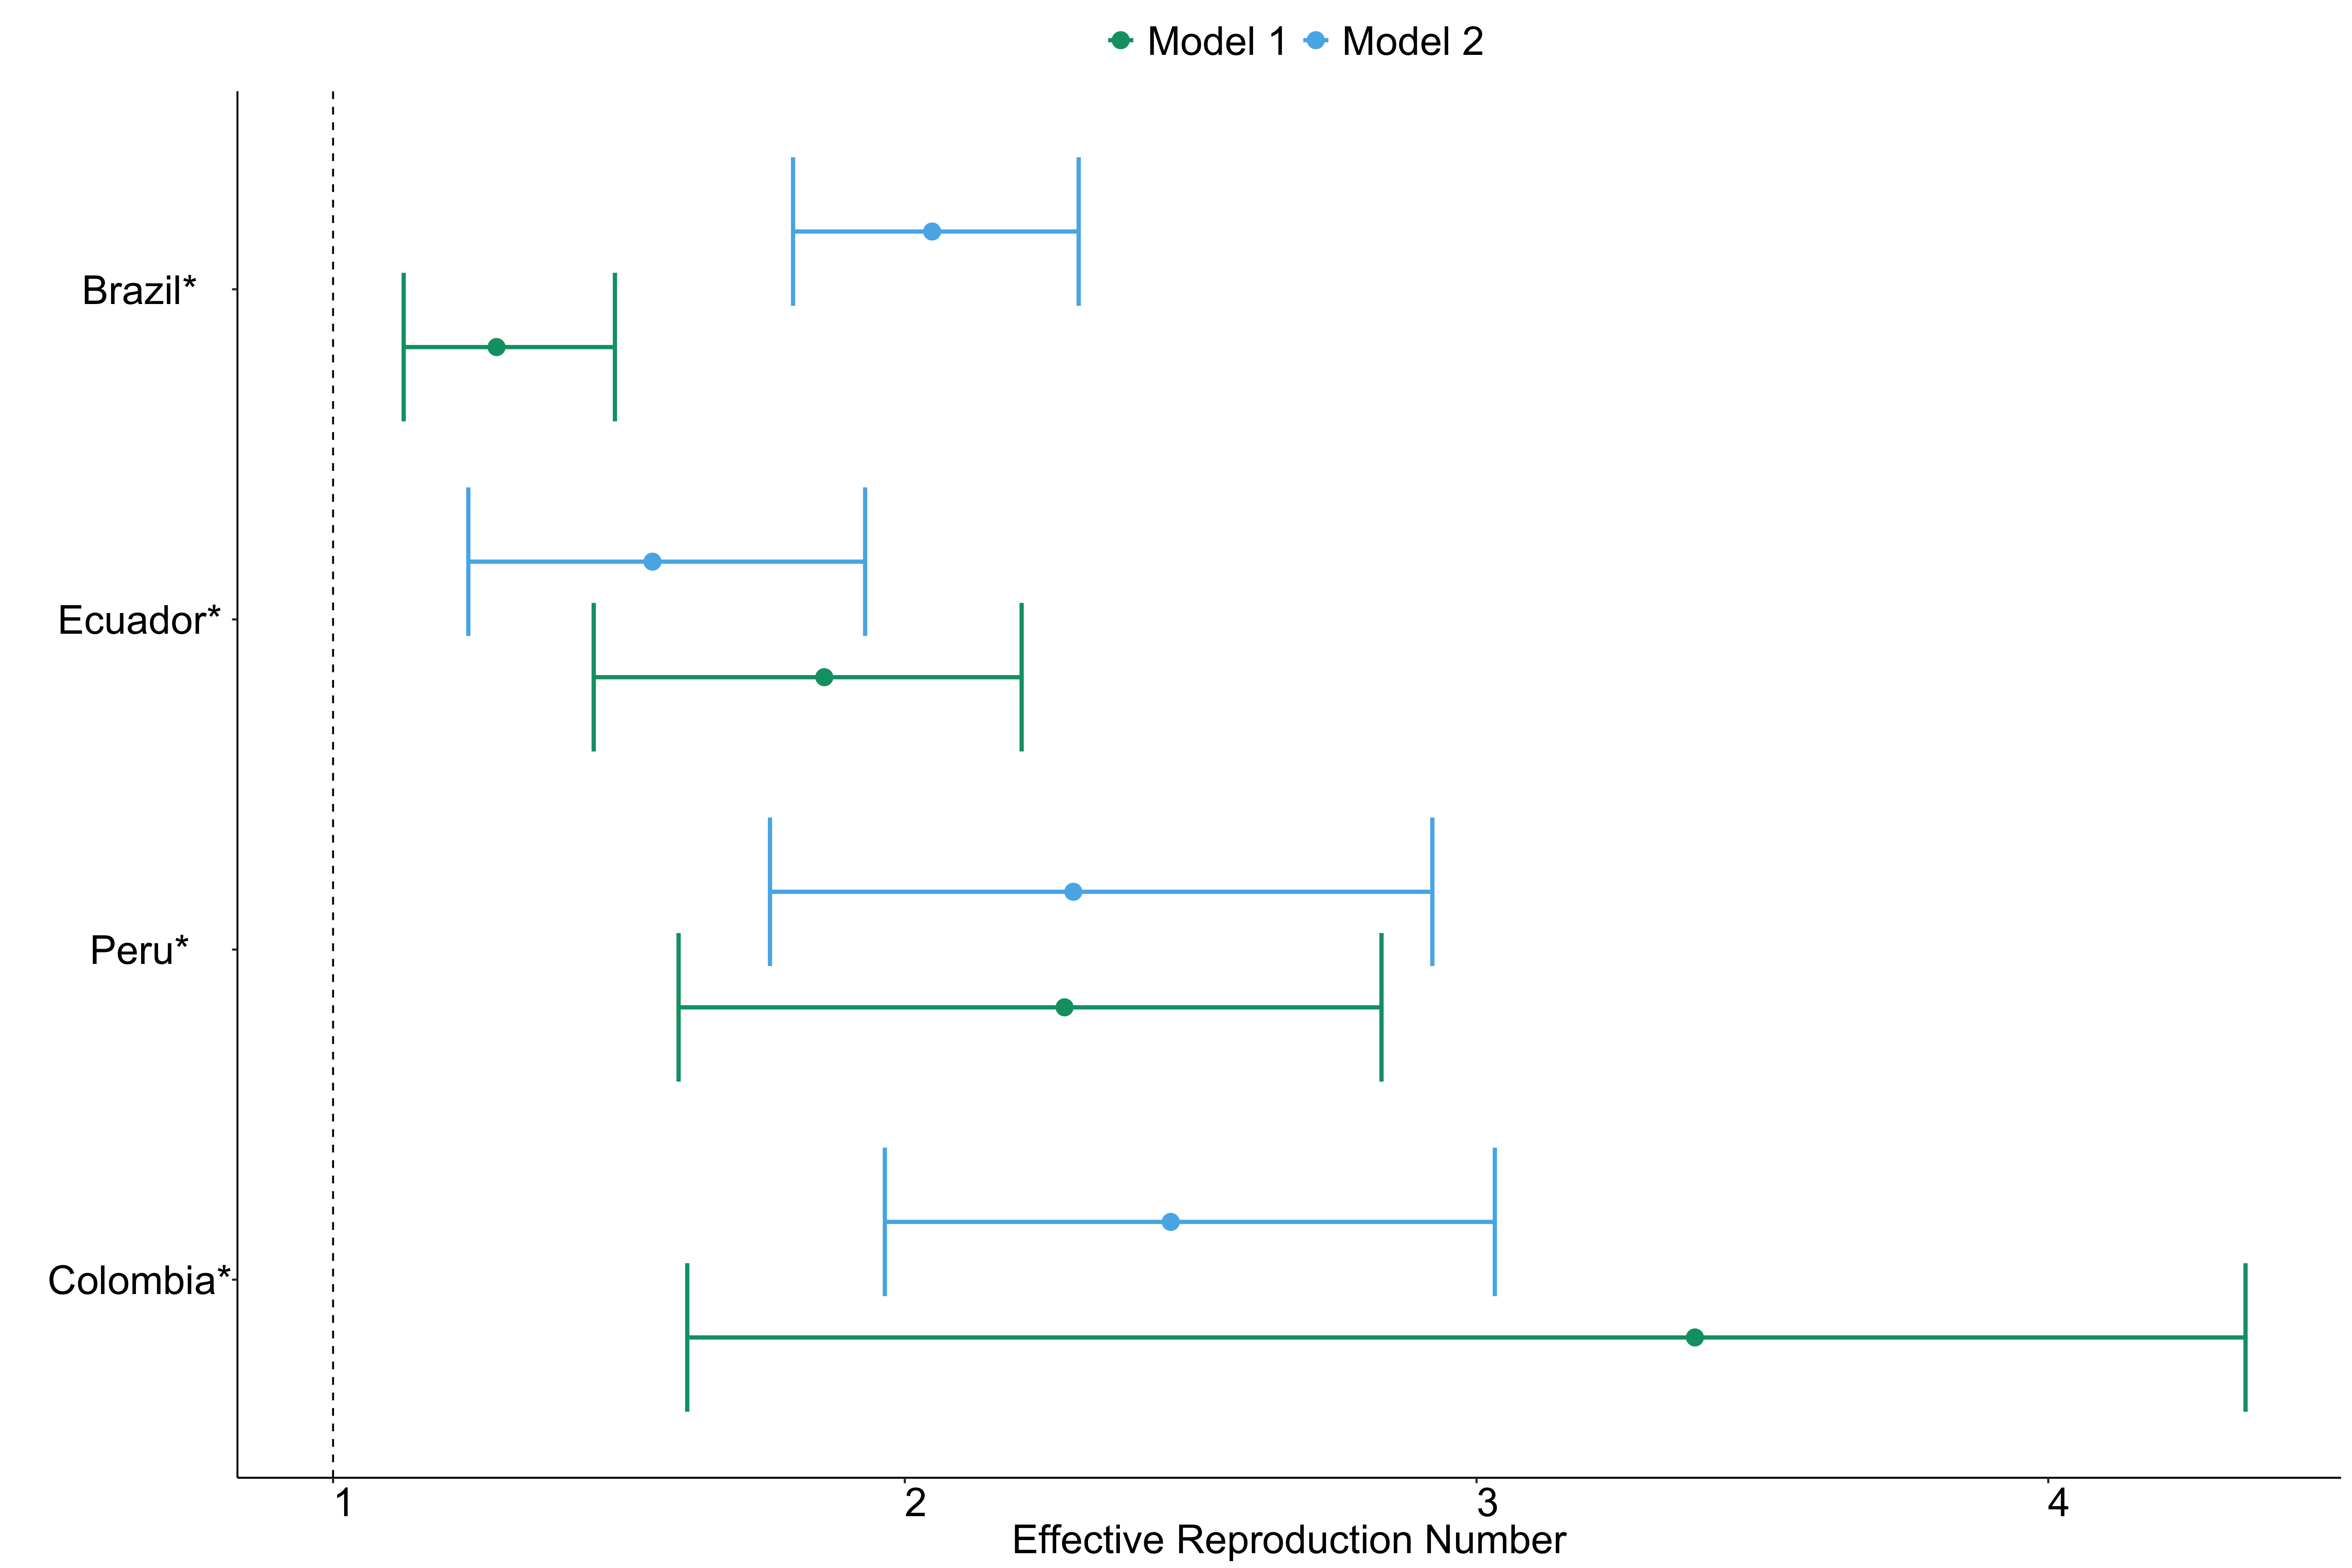 Model 1 Model 2
Brazil*
Ecuador*
Peru*
Colombia*
1 2 3 4
Effective Reproduction Number